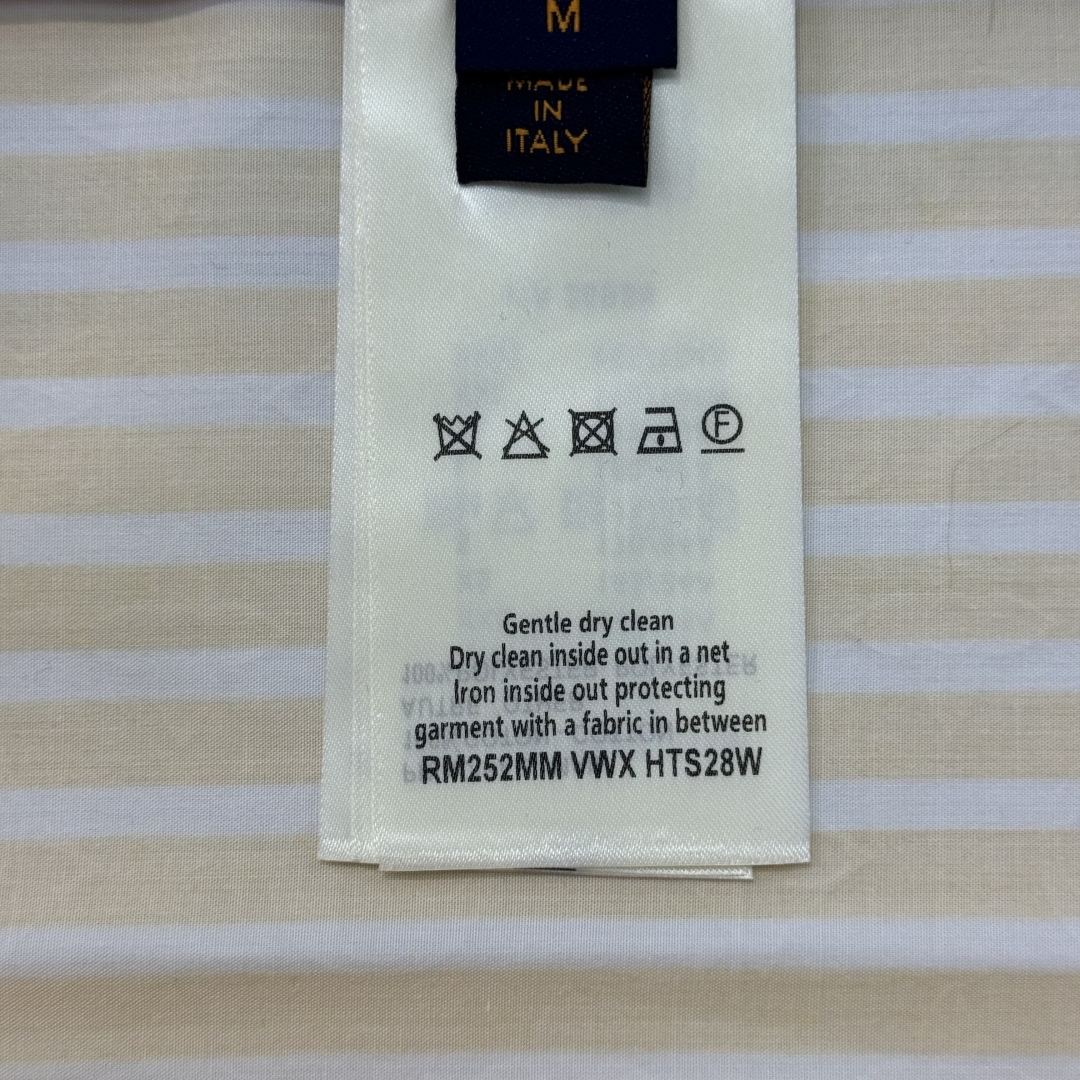 M
MADE
IN
ITALY
F
Gentle dry clean
Dry clean inside out in a net
Iron inside out protecting
garment with a fabric in between
RM252MM VWX HTS28W